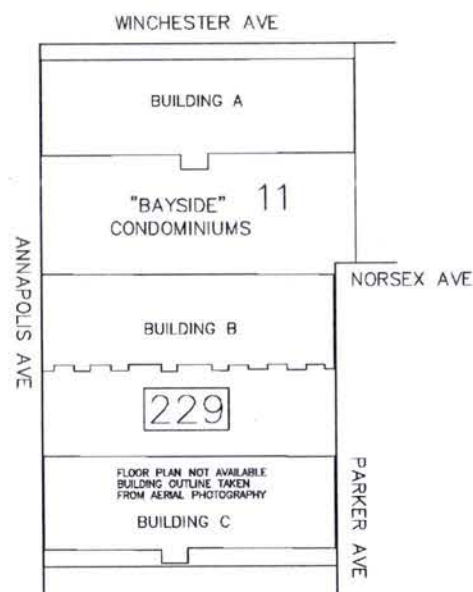 WINCHESTER AVE
BUILDING A
"BAYSIDE" 11
CONDOMINIUMS
ANNAPOLIS AVE
NORSEX AVE
BUILDING B
229
FLOOR PLAN NOT AVAILABLE
BUILDING OUTLINE TAKEN
FROM AERIAL PHOTOGRAPHY
BUILDING C
PARKER AVE